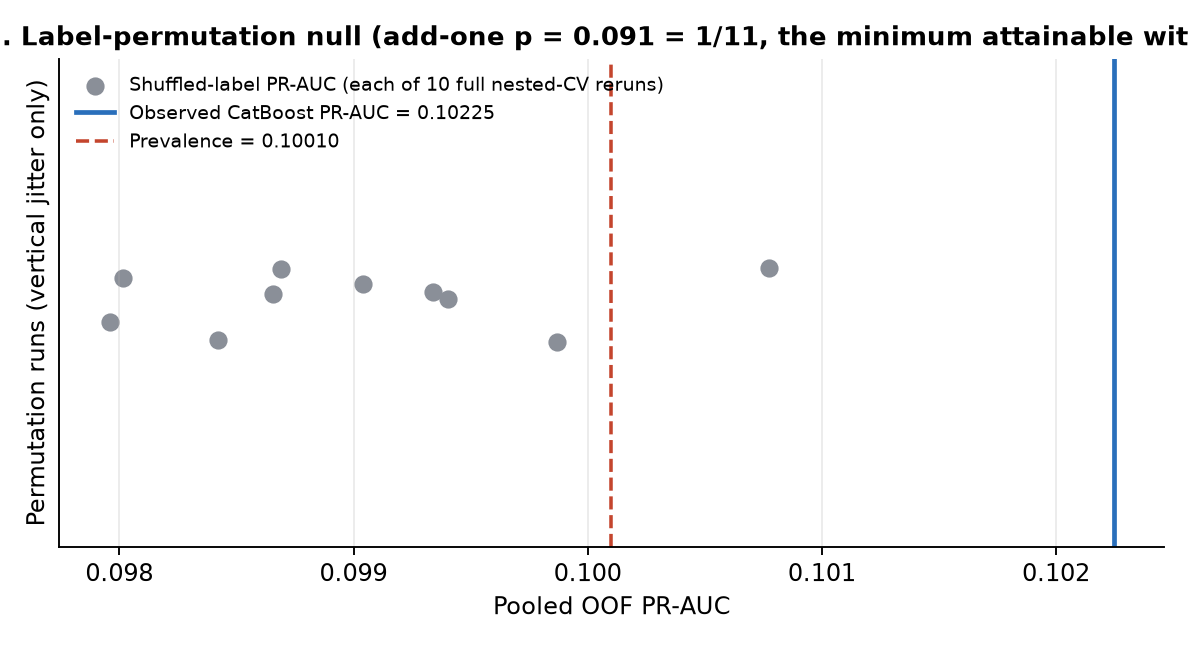 . Label-permutation null (add-one p = 0.091 = 1/11, the minimum attainable wit
Shuffled-label PR-AUC (each of 10 full nested-CV reruns)
Observed CatBoost PR-AUC = 0.10225
Prevalence = 0.10010
Permutation runs (vertical jitter only)
0.098 0.099 0.100 0.101 0.102
Pooled OOF PR-AUC